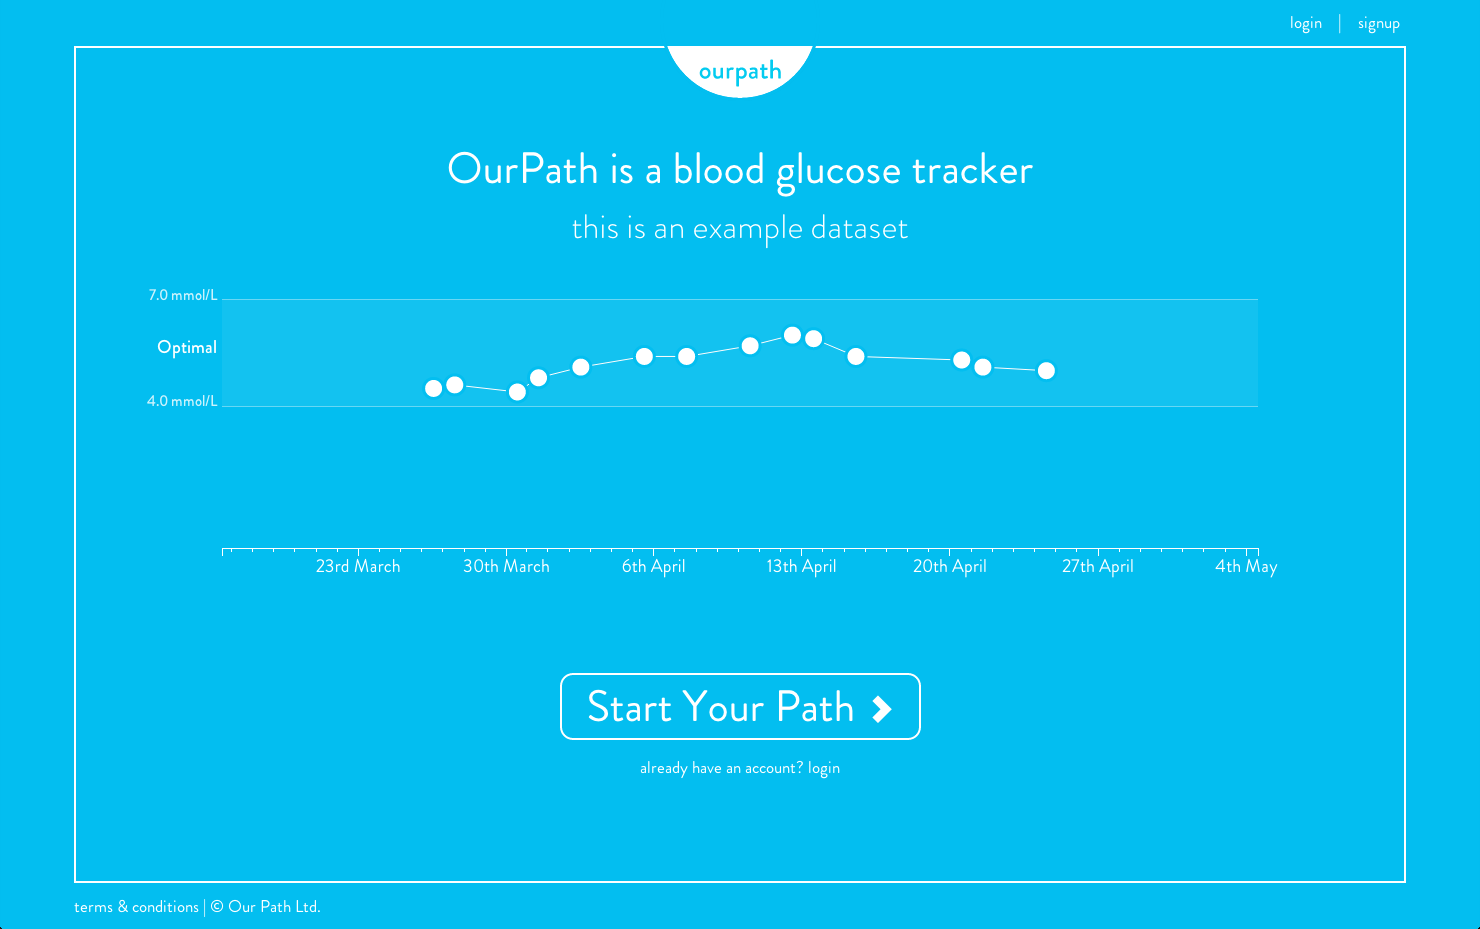 login | signup
ourpath
OurPath is a blood glucose tracker
this is an example dataset
7.0 mmol/L
Optimal
4.0 mmol/L
23rd March 30th March 6th April 13th April 20th April 27th April 4th May
Start Your Path
already have an account? login
terms & conditions | © Our Path Ltd.